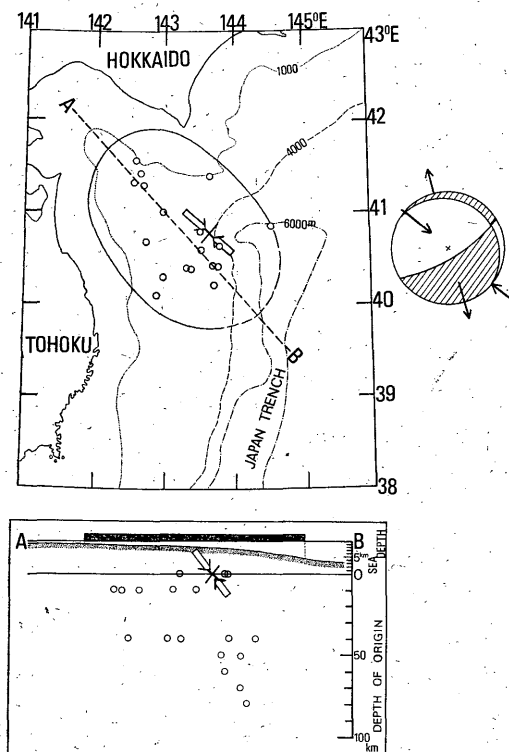 141 142 143 144 145°E
43°E
HOKKAIDO
1000
A
42
4000
41
6000m
40
TOHOKU
B
39
JAPAN TRENCH
38
A
B
5km
SEA DEPTH
0
50
DEPTH OF ORIGIN
100
km